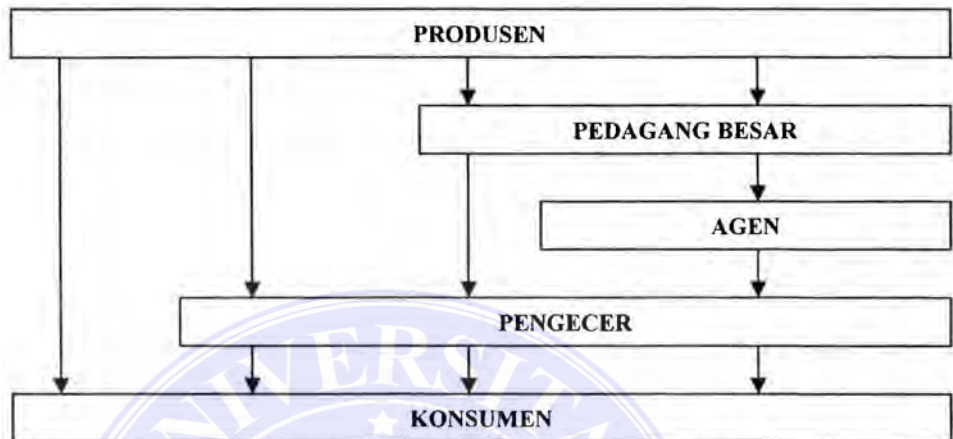 PRODUSEN
PEDAGANG BESAR
AGEN
PENGECER
KONSUMEN